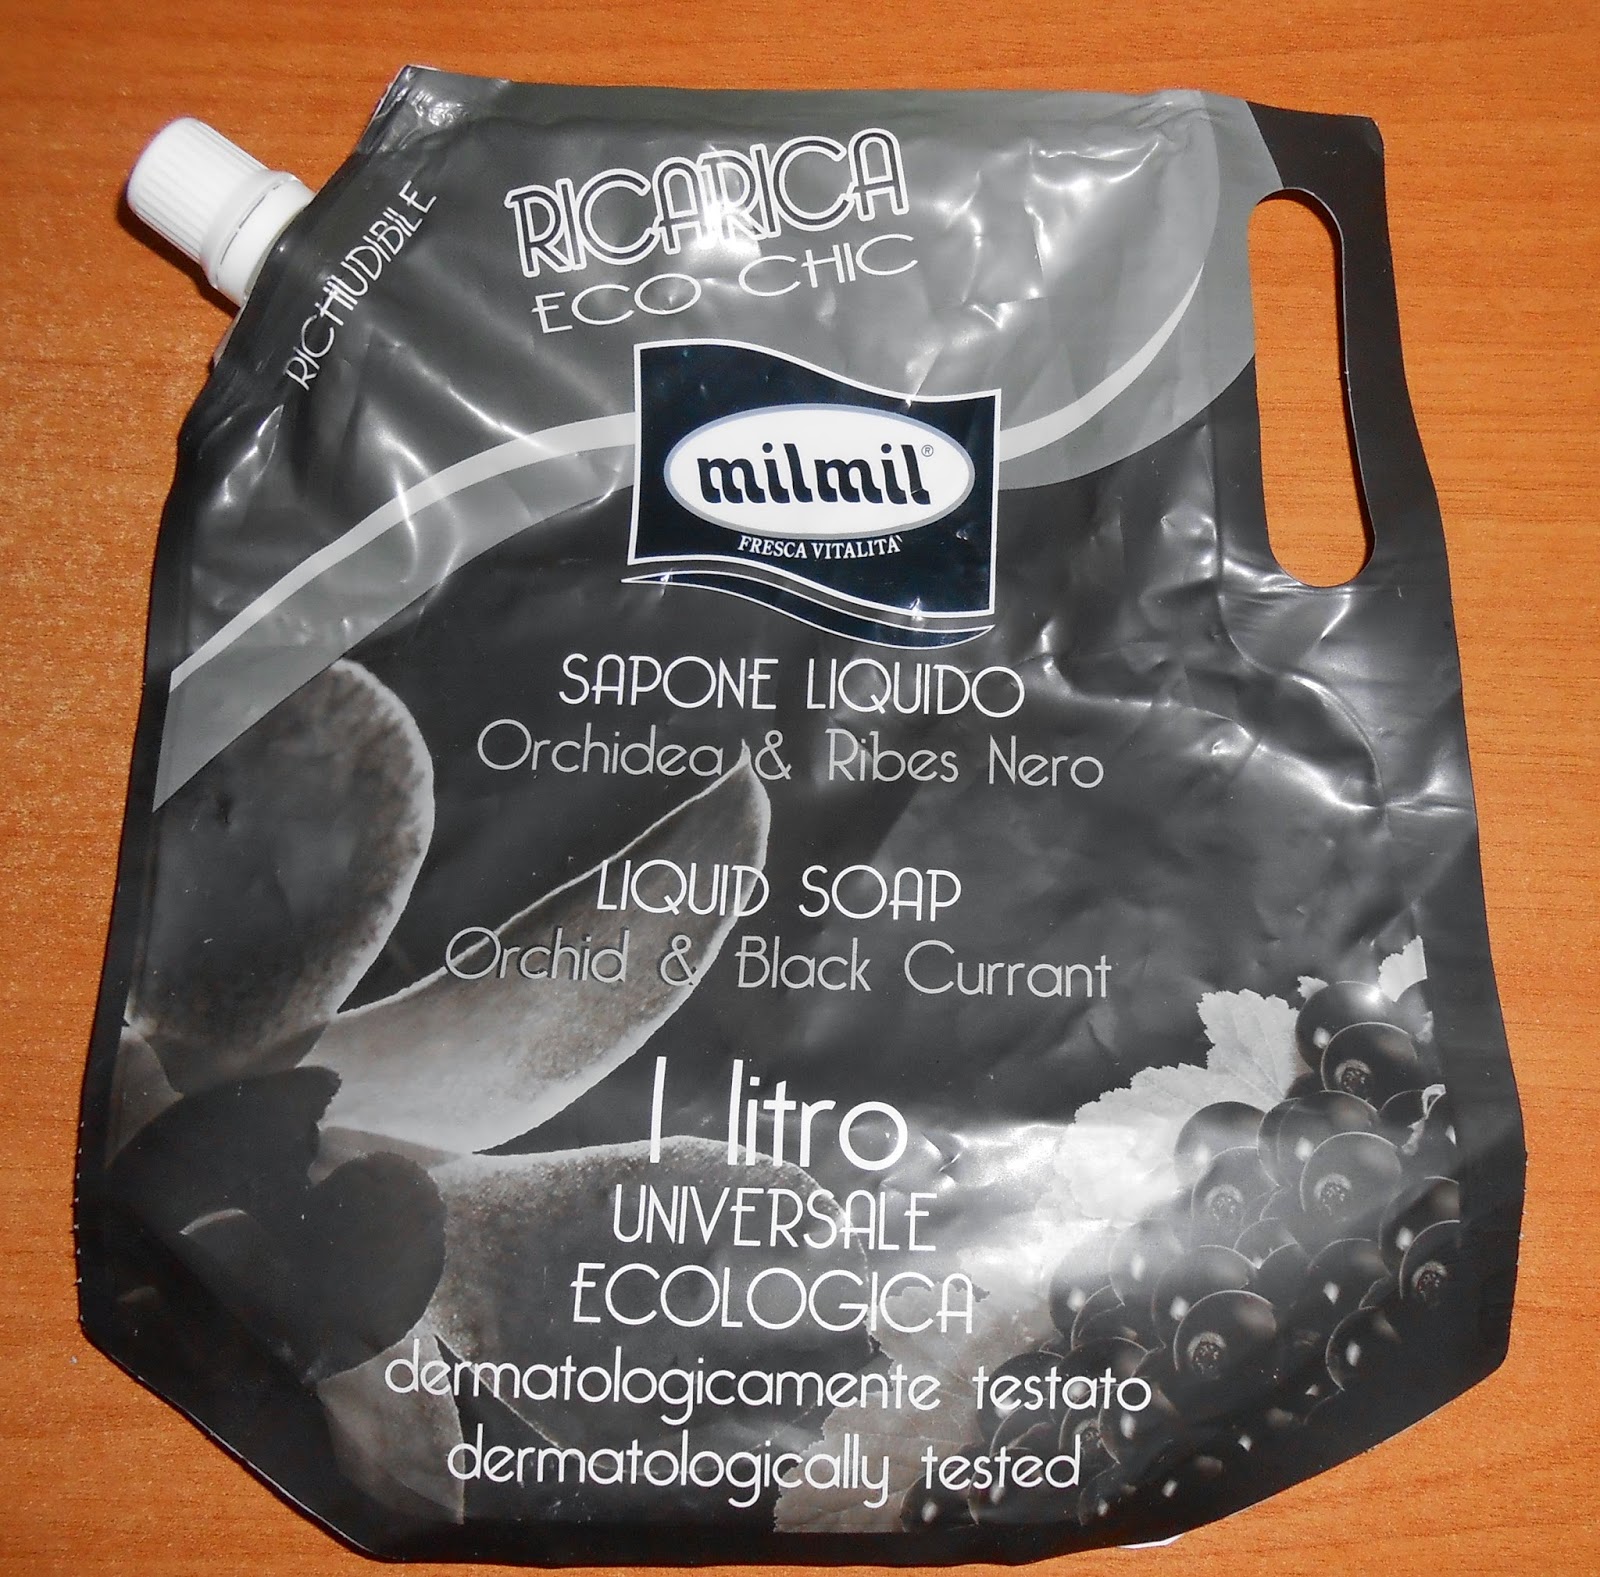 RICHIUDIBILE
RICARICA
ECO CHIC
milmil®
FRESCA VITALITA'
SAPONE LIQUIDO
Orchidea & Ribes Nero
LIQUID SOAP
Orchid & Black Currant
1 litro
UNIVERSALE
ECOLOGICA
dermatologicamente testato
dermatologically tested